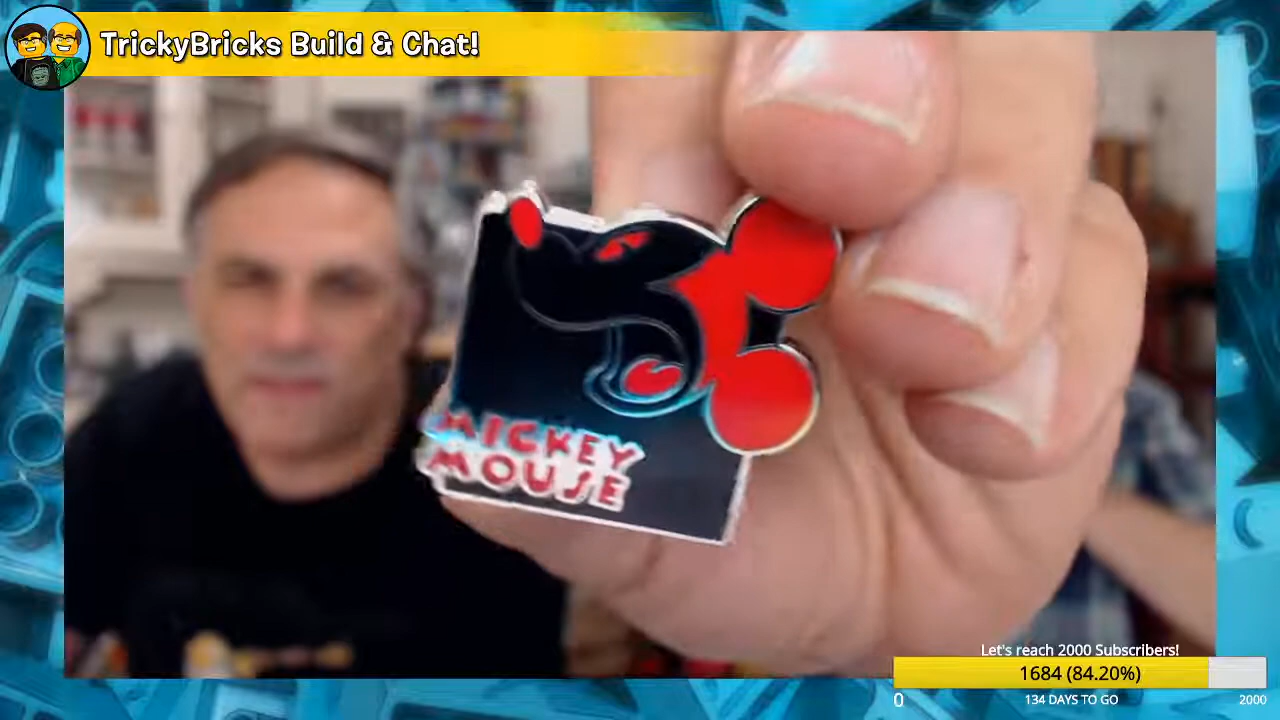 TrickyBricks Build & Chat!
MICKEY
MOUSE
Let's reach 2000 Subscribers!
1684 (84.20%)
0
134 DAYS TO GO
2000